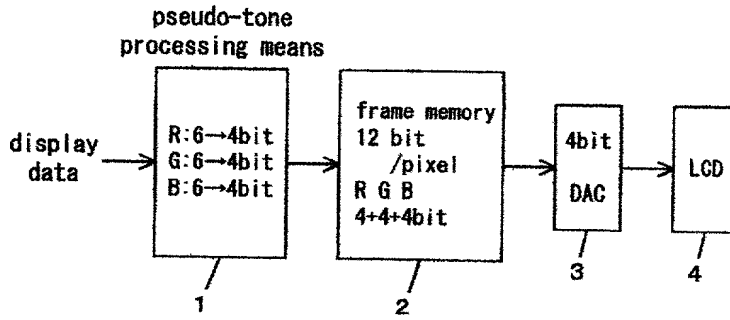 pseudo-tone
processing means
display
data
R:6→4bit
G:6→4bit
B:6→4bit
frame memory
12 bit
/pixel
R G B
4+4+4bit
4bit
DAC
LCD
1
2
3
4